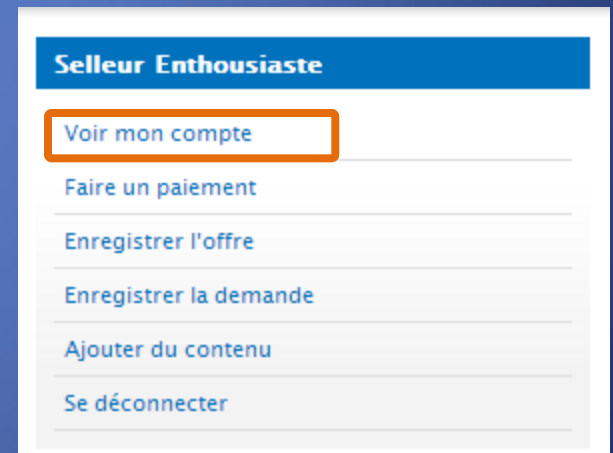 Selleur Enthousiaste
Voir mon compte
Faire un paiement
Enregistrer l'offre
Enregistrer la demande
Ajouter du contenu
Se déconnecter